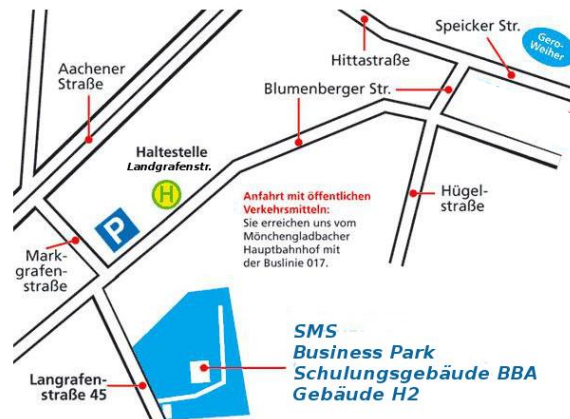 Speicker Str.
Gero-
Weiher
Hittastraße
Aachener
Straße
Blumenberger Str.
Haltestelle
Landgrafenstr.
H
P
Hügel-
straße
Anfahrt mit öffentlichen
Verkehrsmitteln:
Sie erreichen uns vom
Mönchengladbacher
Hauptbahnhof mit
der Buslinie 017.
Mark-
grafen-
straße
SMS
Business Park
Schulungsgebäude BBA
Gebäude H2
Langrafen-
straße 45